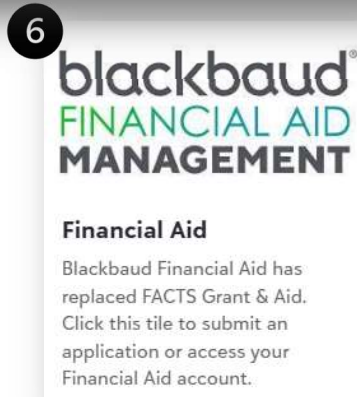 6
blackbaud®
FINANCIAL AID
MANAGEMENT
Financial Aid
Blackbaud Financial Aid has
replaced FACTS Grant & Aid.
Click this tile to submit an
application or access your
Financial Aid account.